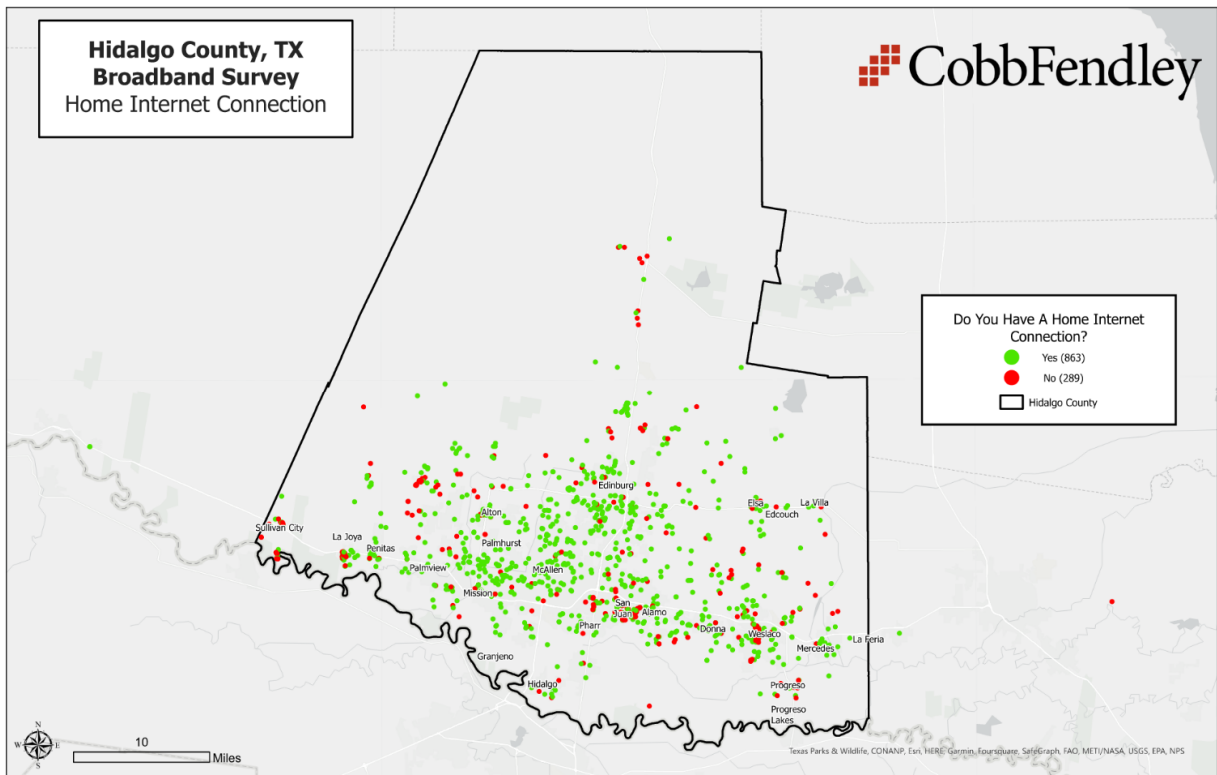 Hidalgo County, TX
Broadband Survey
Home Internet Connection
CobbFendley
Do You Have A Home Internet
Connection?
Yes (863)
No (289)
Hidalgo County
Edinburg
Elsa
La Villa
Edcouch
Alton
Sullivan City
La Joya
Penitas
Palmhurst
Palmview
McAllen
Mission
San
Juan
Alamo
Pharr
Donna
Weslaco
La Feria
Mercedes
Granjeno
Hidalgo
Progreso
Progreso
Lakes
N
W
E
S
10
Miles
Texas Parks & Wildlife, CONANP, Esri, HERE, Garmin, Foursquare, SafeGraph, FAO, METI/NASA, USGS, EPA, NPS